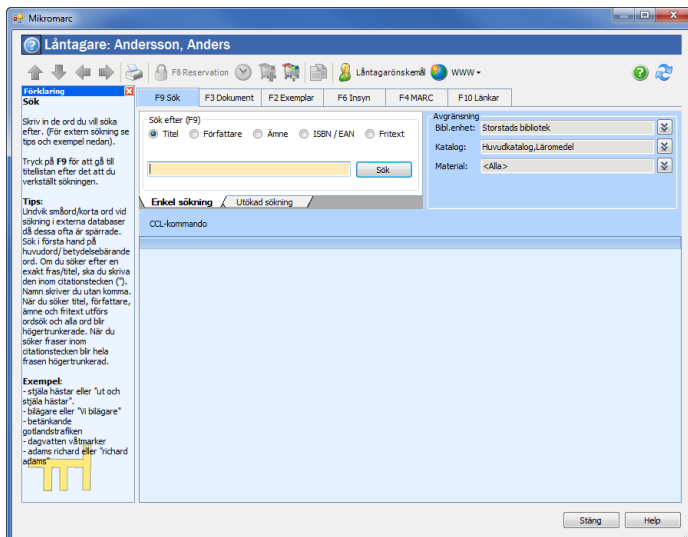 Mikromarc
Låntagare: Andersson, Anders
F8 Reservation
Låntagarönskemål
WWW
Förklaring
Sök
Skriv in de ord du vill söka
efter. (För extern sökning se
tips och exempel nedan).
Tryck på F9 för att gå till
titellistan efter det att du
verkställt sökningen.
Tips:
Undvik småord/korta ord vid
sökning i externa databaser
då dessa ofta är spärrade.
Sök i första hand på
huvudord/ betydelsebärande
ord. Om du söker efter en
exakt fras/titel, ska du skriva
den inom citationstecken (").
Namn skriver du utan komma.
När du söker titel, författare,
ämne och fritext utförs
ordsök och alla ord blir
högertrunkerade. När du
söker fraser inom
citationstecken blir hela
frasen högertrunkerad.
Exempel:
- stjäla hästar eller "ut och
stjäla hästar".
- bilägare eller "Vi bilägare"
- betänkande
gotlandstrafiken
- dagvatten våtmarker
- adams richard eller "richard
adams"
F9 Sök
F3 Dokument
F2 Exemplar
F6 Insyn
F4 MARC
F10 Länkar
Sök efter (F9)
Titel
Författare
Ämne
ISBN / EAN
Fritext
Sök
Enkel sökning
Utökad sökning
CCL-kommando
Avgränsning
Bibl.enhet:
Storstads bibliotek
Katalog:
Huvudkatalog,Läromedel
Material:
<Alla>
Stäng
Help